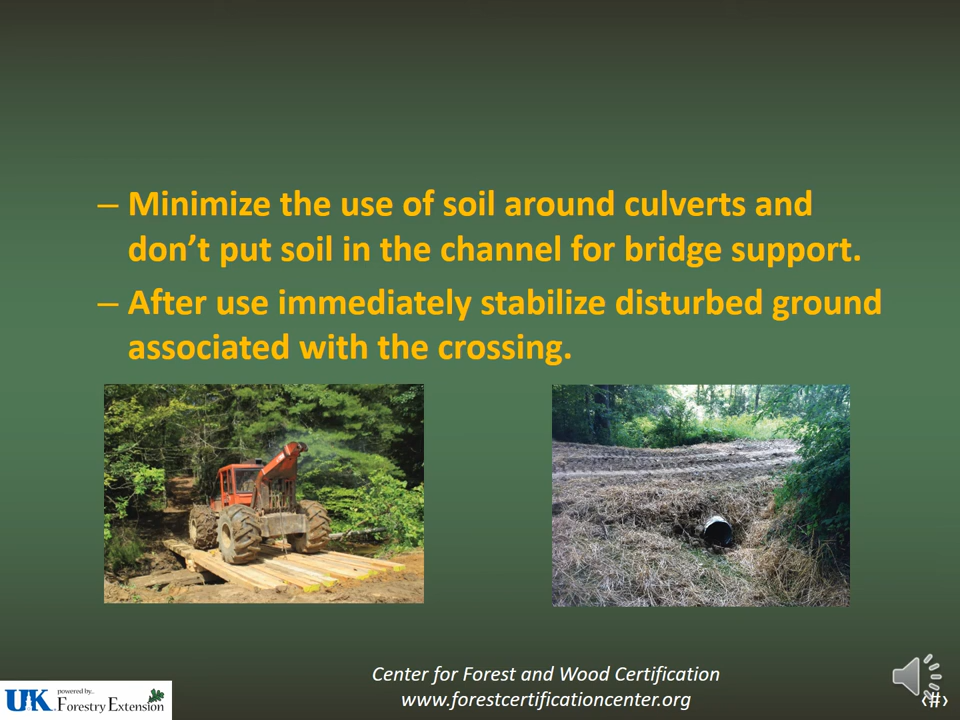 – Minimize the use of soil around culverts and
don’t put soil in the channel for bridge support.
– After use immediately stabilize disturbed ground
associated with the crossing.
Center for Forest and Wood Certification
www.forestcertificationcenter.org
‹#›
UK
powered by..
Forestry Extension